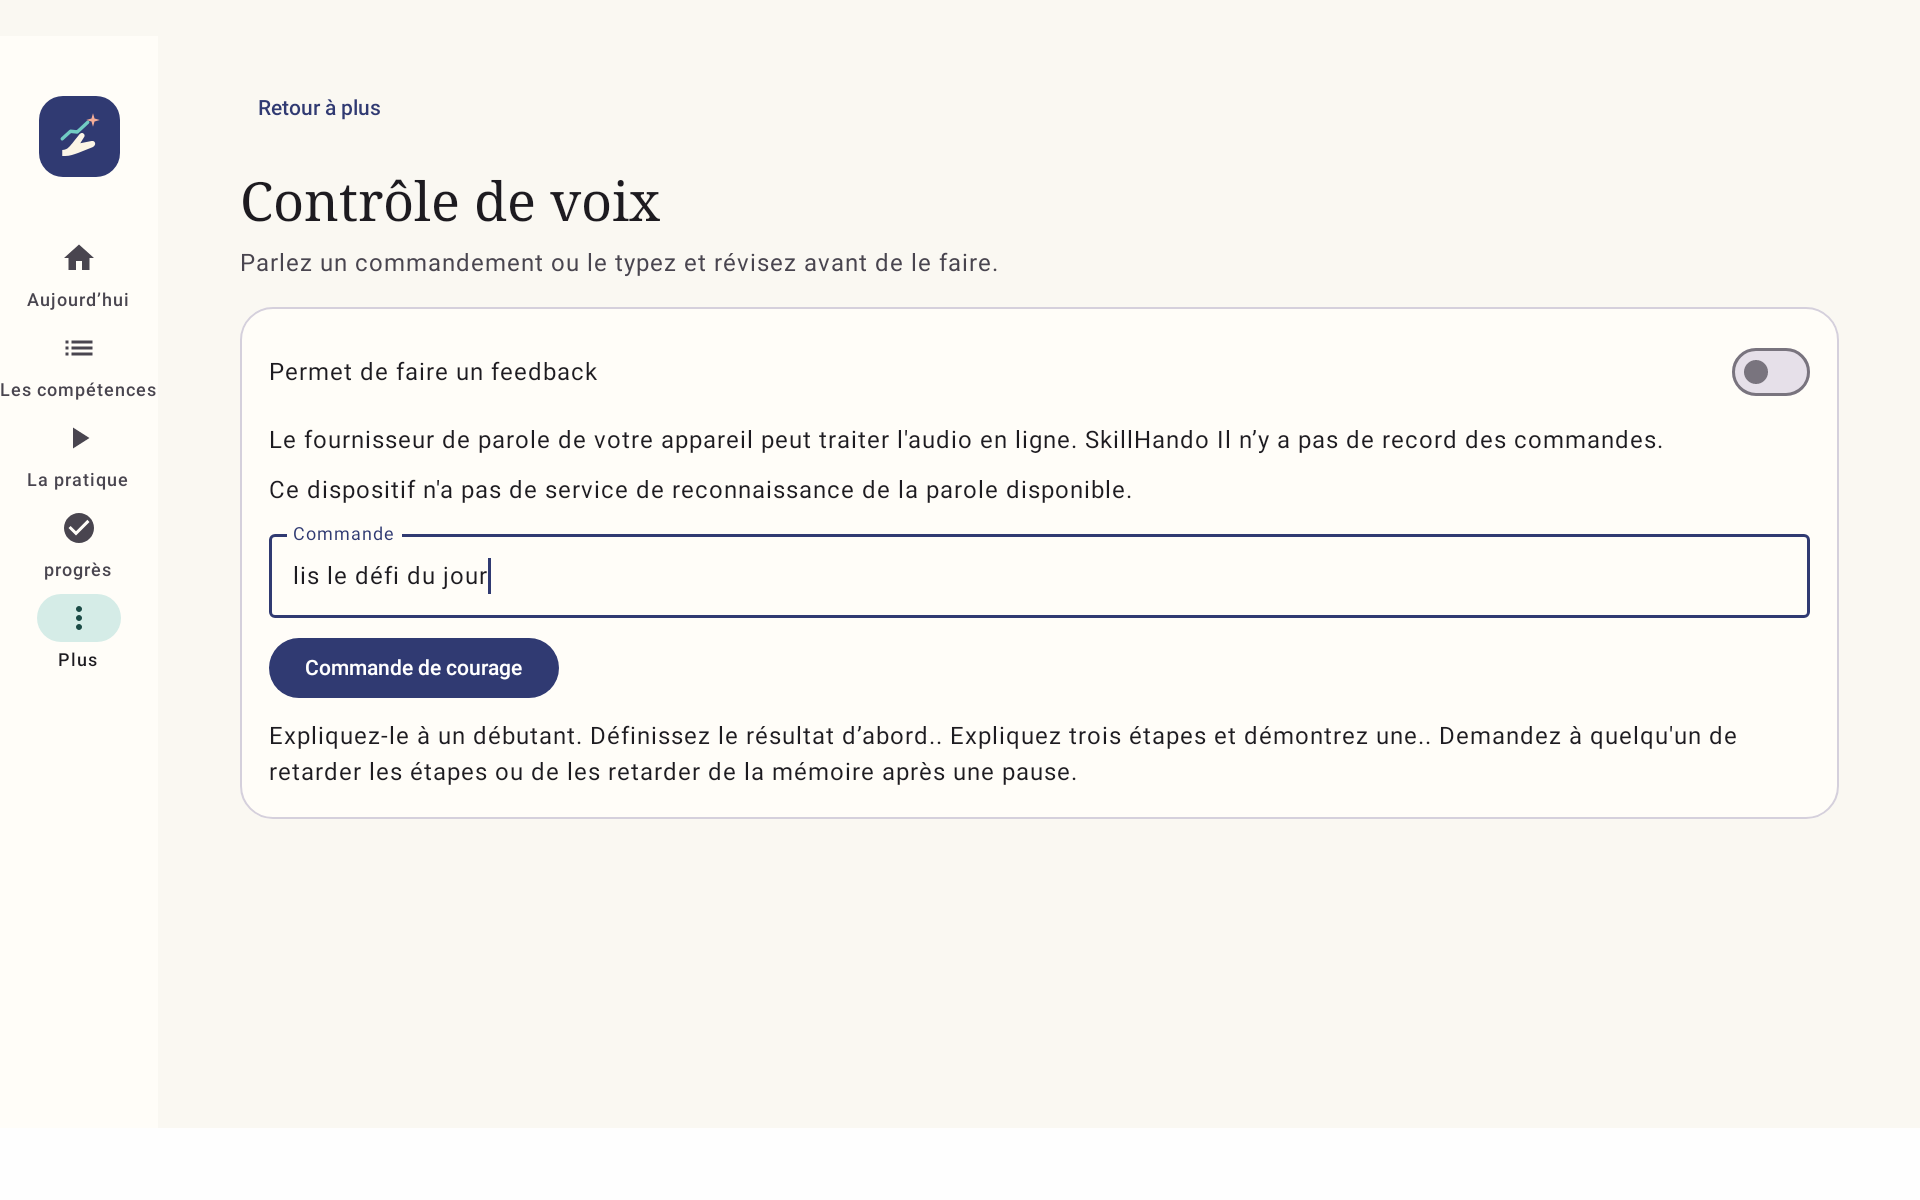 Retour à plus
Contrôle de voix
Parlez un commandement ou le typez et révisez avant de le faire.
Aujourd’hui
Les compétences
La pratique
progrès
Plus
Permet de faire un feedback
Le fournisseur de parole de votre appareil peut traiter l'audio en ligne. SkillHando Il n’y a pas de record des commandes.
Ce dispositif n'a pas de service de reconnaissance de la parole disponible.
Commande
lis le défi du jour
Commande de courage
Expliquez-le à un débutant. Définissez le résultat d’abord.. Expliquez trois étapes et démontrez une.. Demandez à quelqu'un de
retarder les étapes ou de les retarder de la mémoire après une pause.